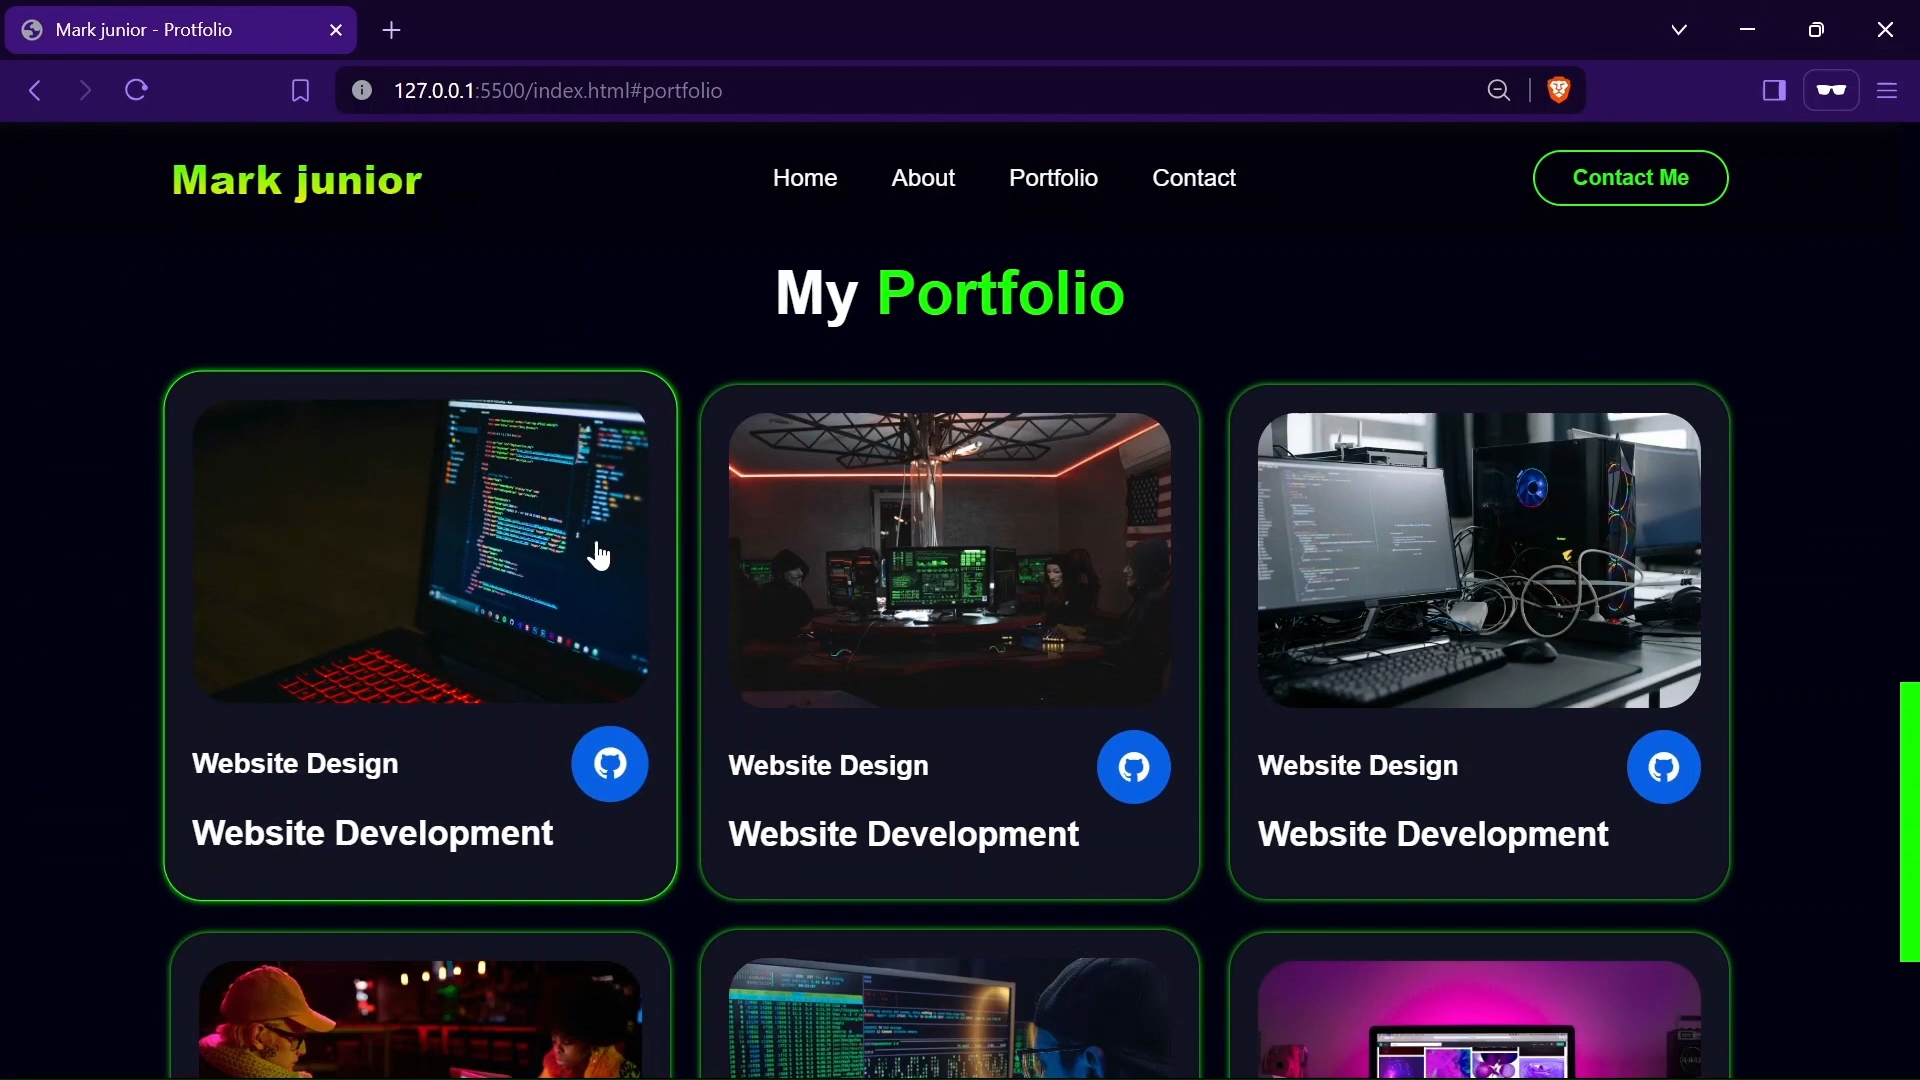 Mark junior - Protfolio
127.0.0.1:5500/index.html#portfolio
Mark junior
Home
About
Portfolio
Contact
Contact Me
My Portfolio
Website Design
Website Development
Website Design
Website Development
Website Design
Website Development